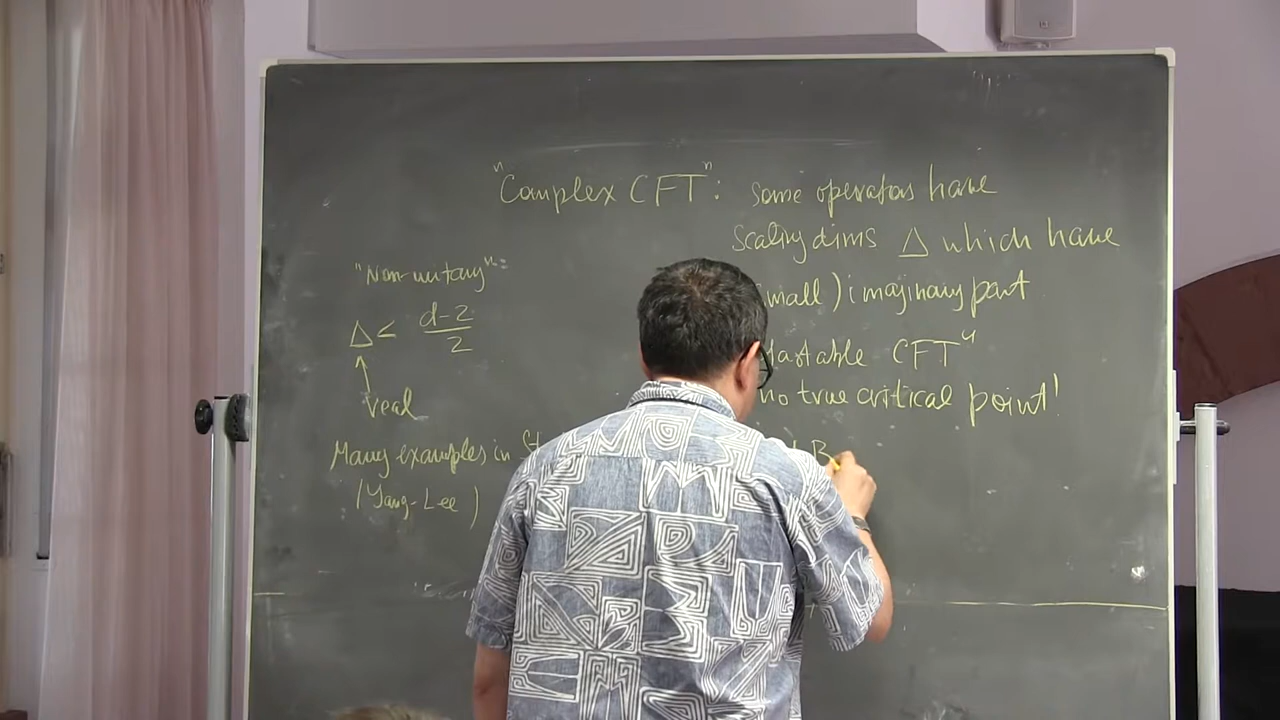 "Complex CFT": some operators have
scaling dims Δ which have
small) imaginary part
"Non-unitary":
Δ < (d-2)/2
↑
real
CFT"
no true critical point!
Many examples in St
(Yang-Lee)
B